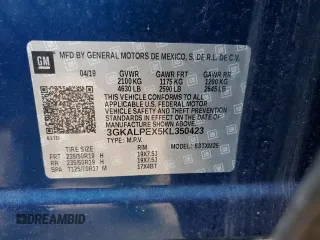 GM
MFD BY GENERAL MOTORS DE MEXICO, S. DE R.L. DE C.V.
04/19 GVWR GAWR FRT GAWR RR
2100 KG 1175 KG 1200 KG
4630 LB 2590 LB 2645 LB
THIS VEHICLE CONFORMS TO ALL APPLICABLE
U.S. FEDERAL MOTOR VEHICLE SAFETY, BUMPER, AND THEFT
PREVENTION STANDARDS IN EFFECT ON THE DATE OF
MANUFACTURE SHOWN ABOVE.
3GKALPEX5KL350423
TYPE: M.P.V.
TIRE SIZE RIM
FRT 235/50R19 H 19X7.5J
RR 235/50R19 H 19X7.5J
SPA T125/70R17 M 17X4BT